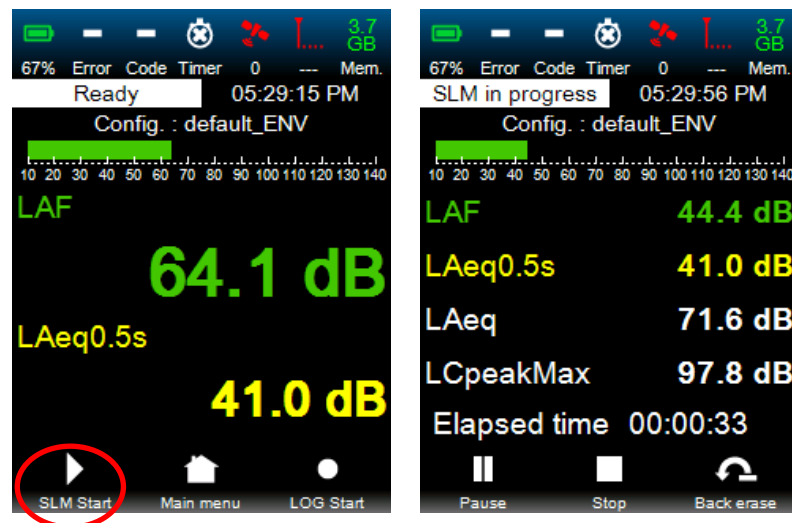 3.7
GB
67% Error Code Timer 0 --- Mem.
Ready 05:29:15 PM
Config. : default_ENV
10 20 30 40 50 60 70 80 90 100 110 120 130 140
LAF
64.1 dB
LAeq0.5s
41.0 dB
SLM Start Main menu LOG Start
3.7
GB
67% Error Code Timer 0 --- Mem.
SLM in progress 05:29:56 PM
Config. : default_ENV
10 20 30 40 50 60 70 80 90 100 110 120 130 140
LAF 44.4 dB
LAeq0.5s 41.0 dB
LAeq 71.6 dB
LCpeakMax 97.8 dB
Elapsed time 00:00:33
Pause Stop Back erase